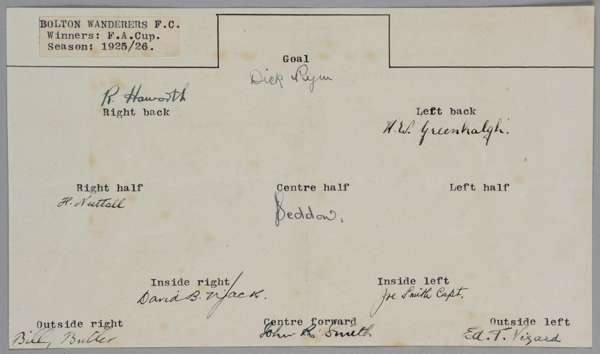 BOLTON WANDERERS F.C.
Winners: F.A.Cup.
Season: 1925/26.
Goal
Dick Pym
R. Haworth
Right back
Left back
H.W. Greenhalgh.
Right half
H. Nuttall
Centre half
Seddon.
Left half
Inside right
David B. N. Jack.
Inside left
Joe Smith Capt.
Outside right
Billy Butler
Centre forward
John R. Smith
Outside left
Ed. T. Vizard